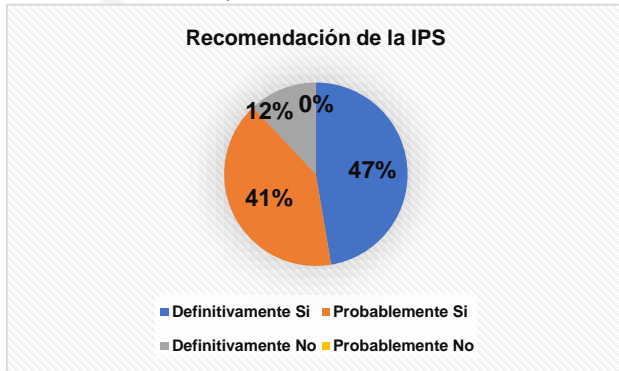 Recomendación de la IPS
12% 0%
47%
41%
Definitivamente Si Probablemente Si
Definitivamente No Probablemente No